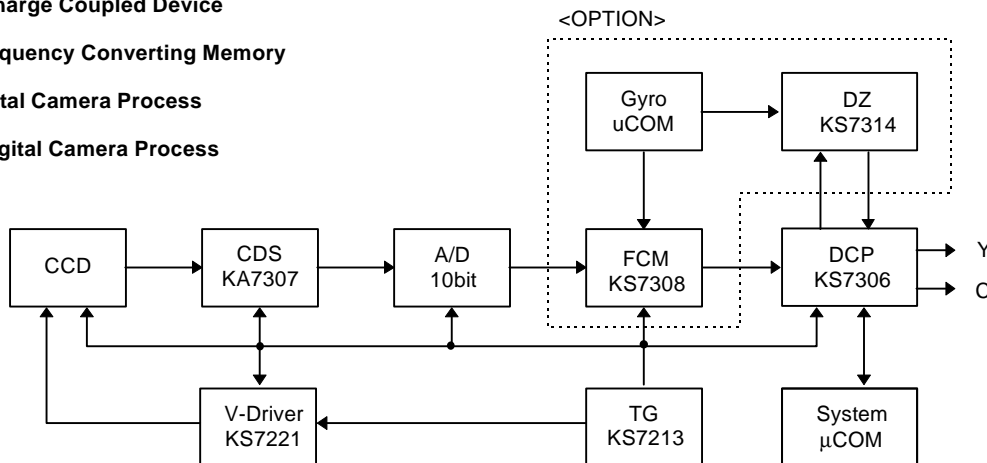 harge Coupled Device
<OPTION>
quency Converting Memory
tal Camera Process
gital Camera Process
Gyro
uCOM
DZ
KS7314
CCD
CDS
KA7307
A/D
10bit
FCM
KS7308
DCP
KS7306
Y
C
V-Driver
KS7221
TG
KS7213
System
µCOM